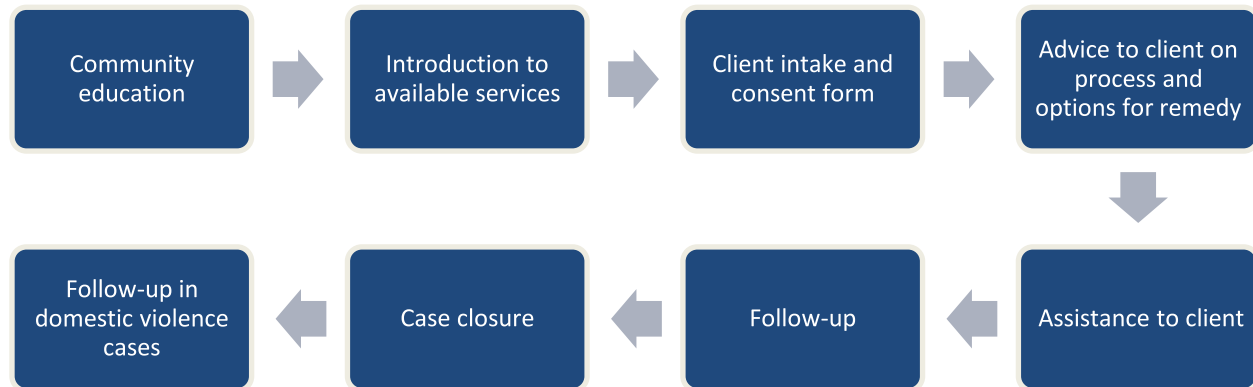 Community
education
Introduction to
available services
Client intake and
consent form
Advice to client on
process and
options for remedy
Assistance to client
Follow-up
Case closure
Follow-up in
domestic violence
cases